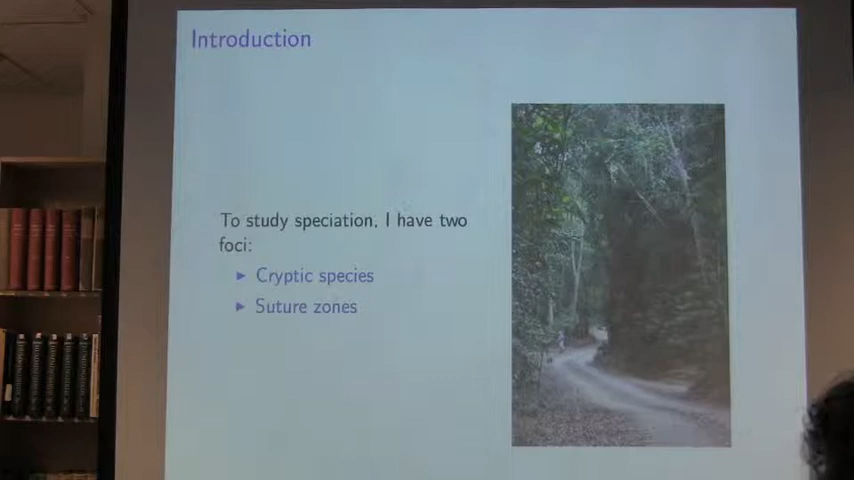 Introduction
To study speciation, I have two
foci:
▶ Cryptic species
▶ Suture zones